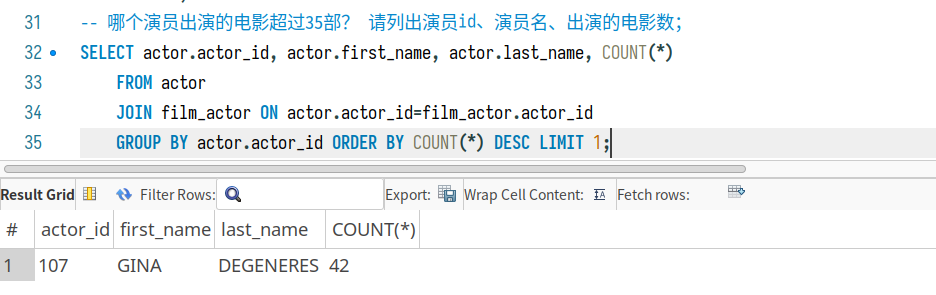 31 -- 哪个演员出演的电影超过35部? 请列出演员id、演员名、出演的电影数;
32 SELECT actor.actor_id, actor.first_name, actor.last_name, COUNT(*)
33 FROM actor
34 JOIN film_actor ON actor.actor_id=film_actor.actor_id
35 GROUP BY actor.actor_id ORDER BY COUNT(*) DESC LIMIT 1;
Result Grid Filter Rows: Export: Wrap Cell Content: Fetch rows:
# actor_id first_name last_name COUNT(*)
1 107 GINA DEGENERES 42